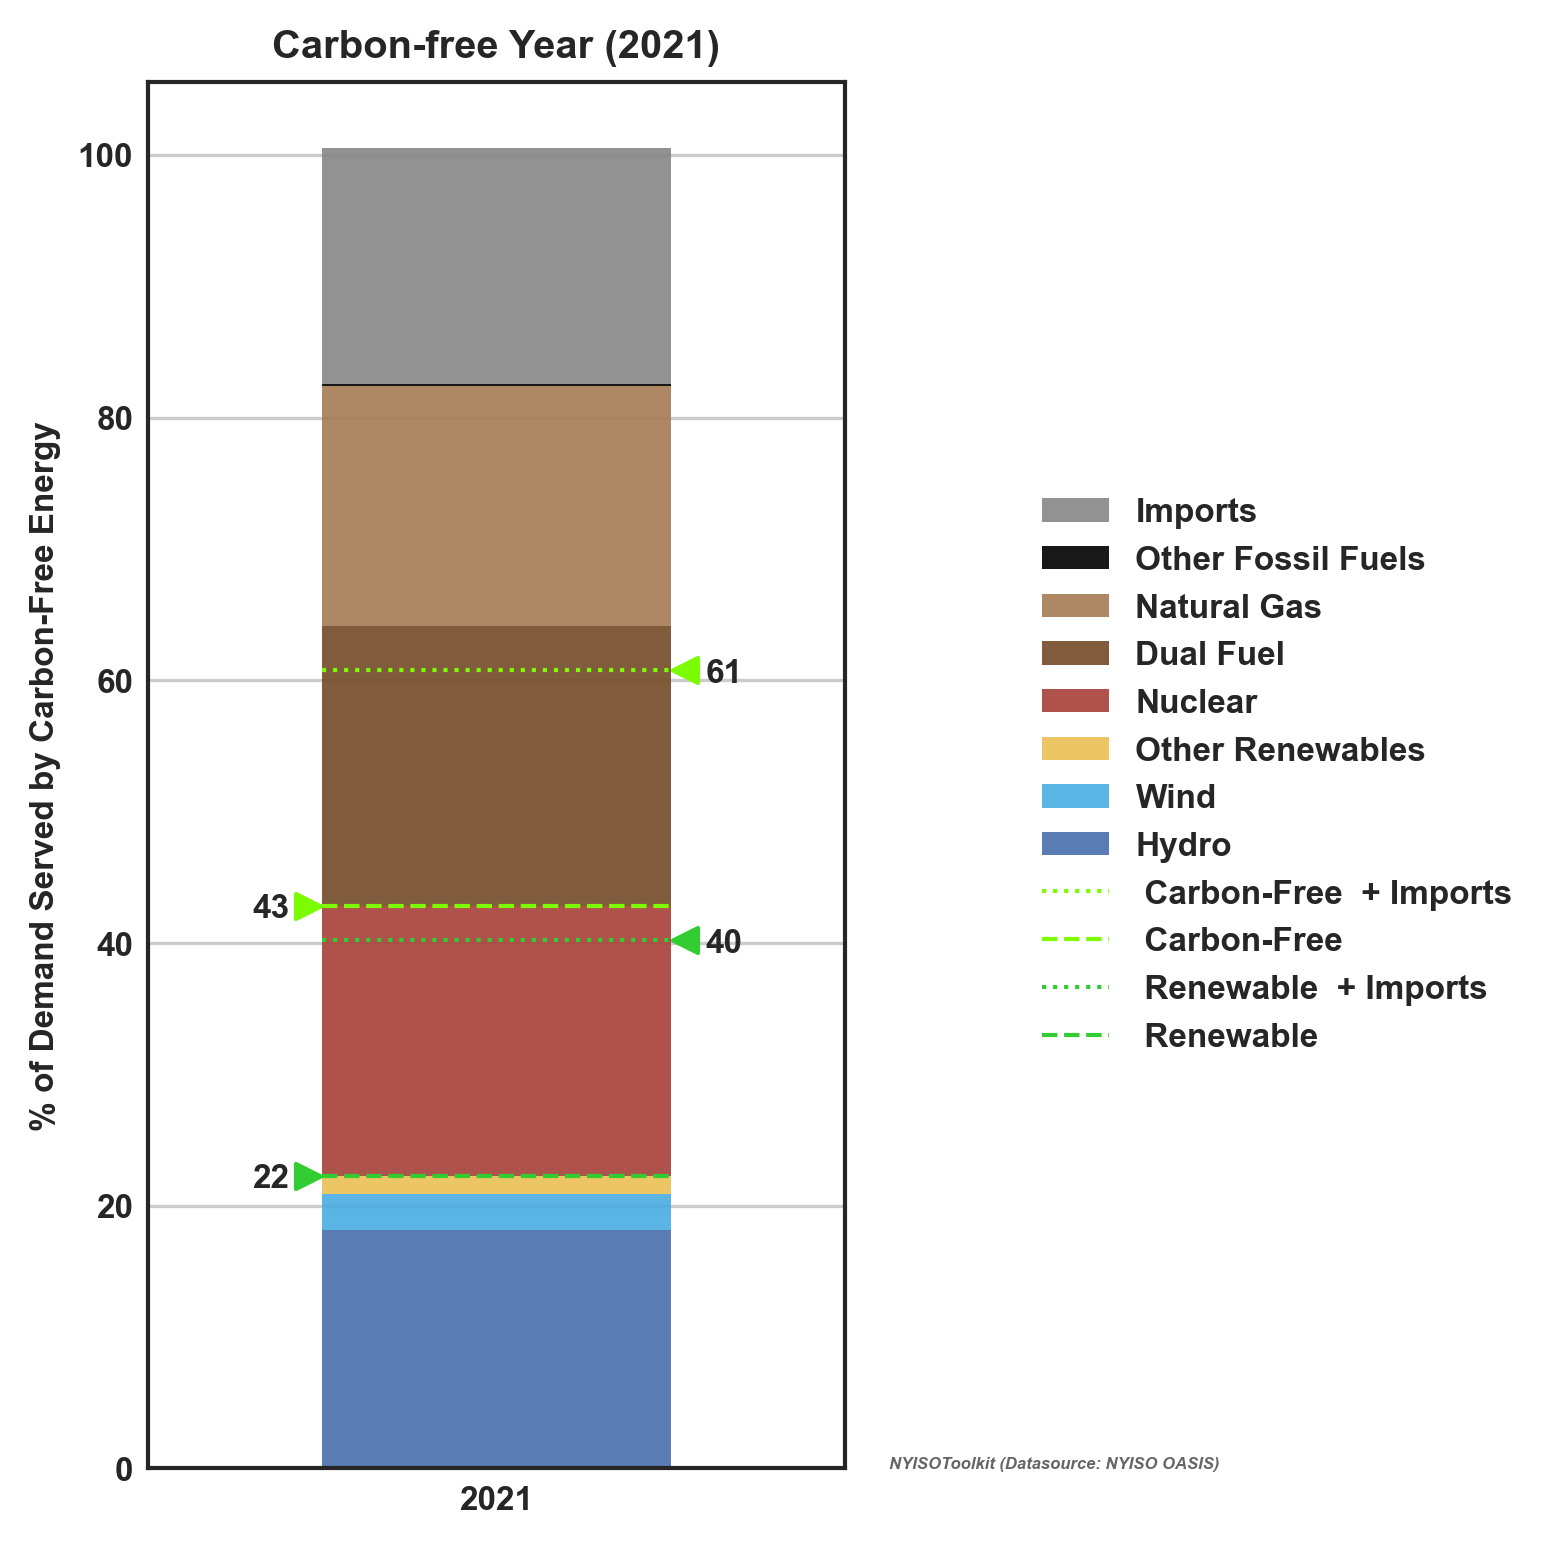 Carbon-free Year (2021)
% of Demand Served by Carbon-Free Energy
100
80
60
40
20
0
61
43
40
22
2021
Imports
Other Fossil Fuels
Natural Gas
Dual Fuel
Nuclear
Other Renewables
Wind
Hydro
Carbon-Free + Imports
Carbon-Free
Renewable + Imports
Renewable
NYISOToolkit (Datasource: NYISO OASIS)